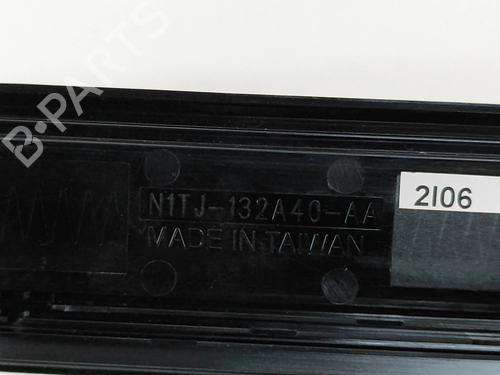 B-PARTS
N1TJ-132A40-AA
MADE IN TAIWAN
2I06